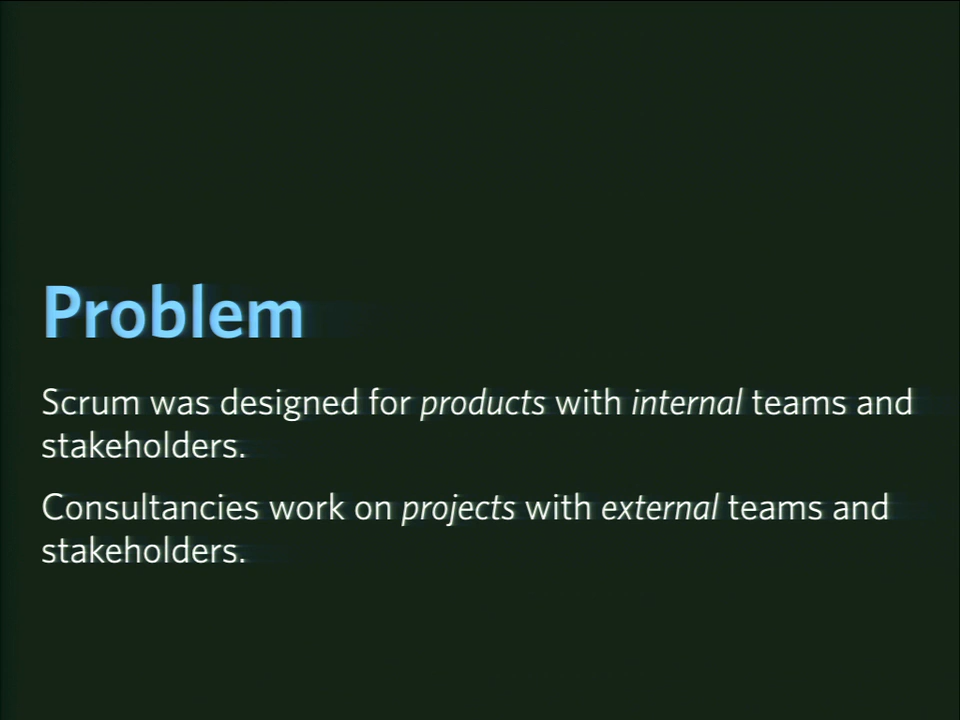 Problem
Scrum was designed for products with internal teams and
stakeholders.
Consultancies work on projects with external teams and
stakeholders.